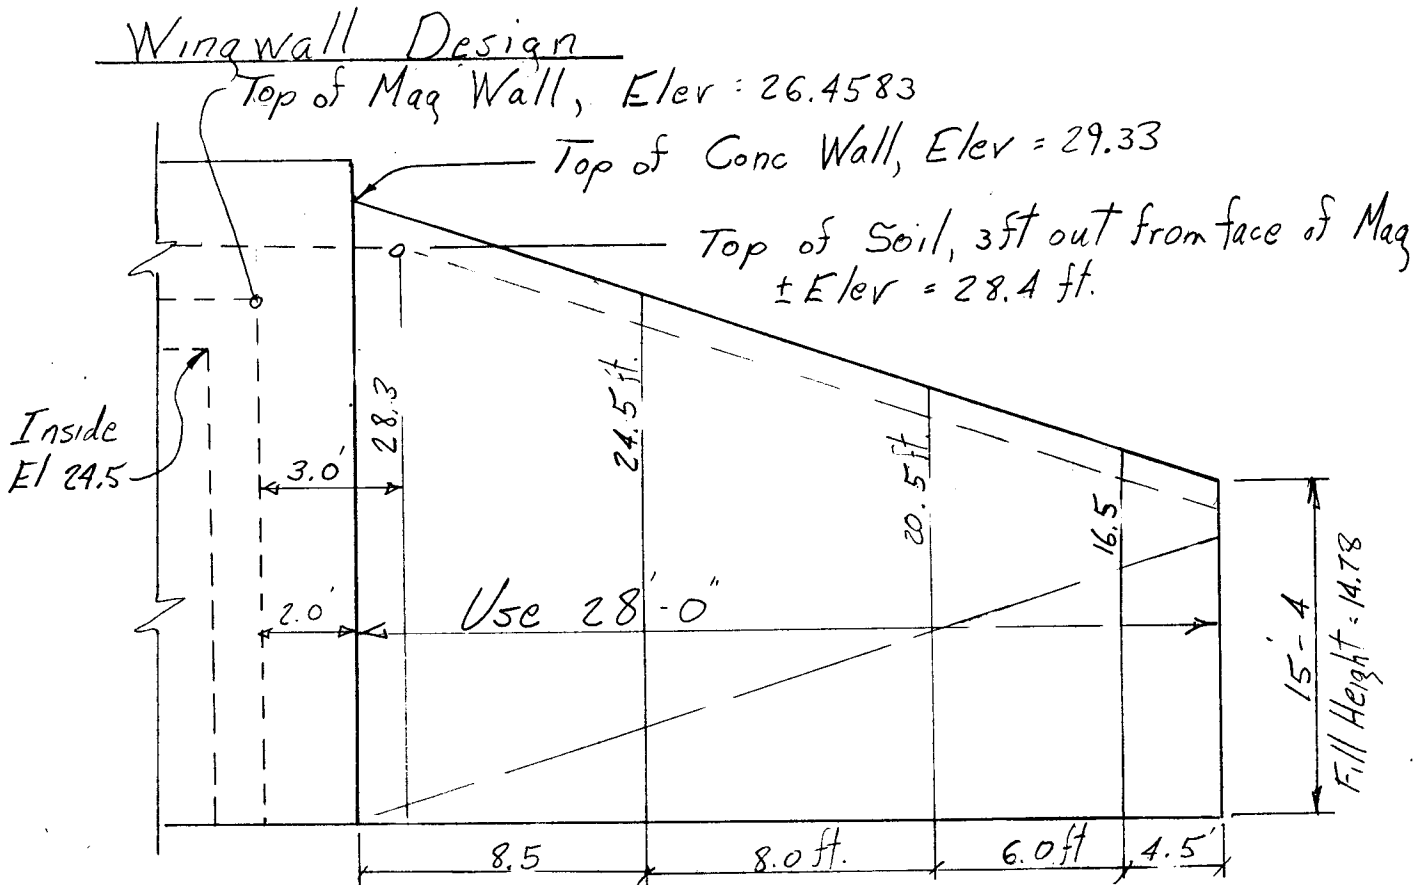 Wingwall Design
Top of Mag Wall, Elev : 26.4583
Top of Conc Wall, Elev = 29.33
Top of Soil, 3ft out from face of Mag
± Elev = 28.4 ft.
Inside
El 24.5
28.3
24.5 ft.
20.5 ft.
16.5
3.0'
2.0'
Use 28'-0"
15'-4
Fill Height = 14.78
8.5
8.0 ft.
6.0 ft
4.5'